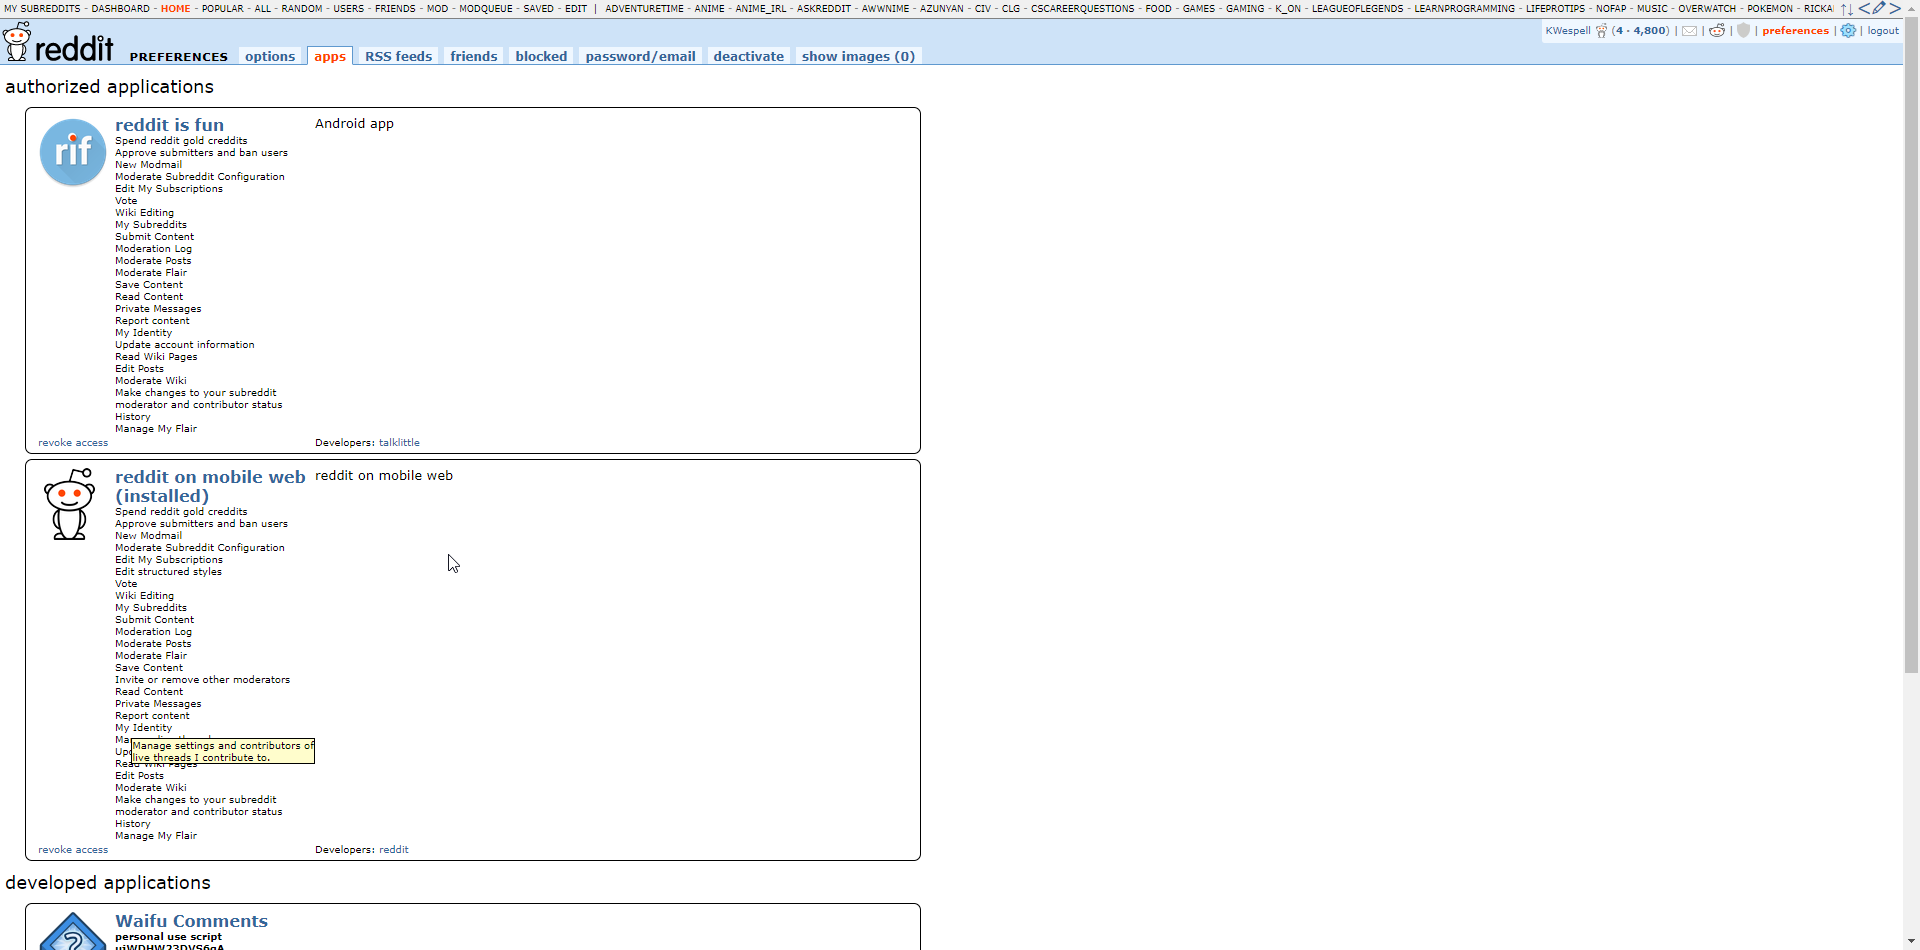 MY SUBREDDITS - DASHBOARD - HOME - POPULAR - ALL - RANDOM - USERS - FRIENDS - MOD - MODQUEUE - SAVED - EDIT | ADVENTURETIME - ANIME - ANIME_IRL - ASKREDDIT - AWWNIME - AZUNYAN - CIV - CLG - CSCAREERQUESTIONS - FOOD - GAMES - GAMING - K_ON - LEAGUEOFLEGENDS - LEARNPROGRAMMING - LIFEPROTIPS - NOFAP - MUSIC - OVERWATCH - POKEMON - RICKA
KWespell (4 · 4,800) | | | | preferences | | logout
reddit PREFERENCES options apps RSS feeds friends blocked password/email deactivate show images (0)
authorized applications
rif
reddit is fun
Android app
Spend reddit gold creddits
Approve submitters and ban users
New Modmail
Moderate Subreddit Configuration
Edit My Subscriptions
Vote
Wiki Editing
My Subreddits
Submit Content
Moderation Log
Moderate Posts
Moderate Flair
Save Content
Read Content
Private Messages
Report content
My Identity
Update account information
Read Wiki Pages
Edit Posts
Moderate Wiki
Make changes to your subreddit
moderator and contributor status
History
Manage My Flair
revoke access
Developers: talklittle
reddit on mobile web
(installed)
reddit on mobile web
Spend reddit gold creddits
Approve submitters and ban users
New Modmail
Moderate Subreddit Configuration
Edit My Subscriptions
Edit structured styles
Vote
Wiki Editing
My Subreddits
Submit Content
Moderation Log
Moderate Posts
Moderate Flair
Save Content
Invite or remove other moderators
Read Content
Private Messages
Report content
My Identity
Manage settings and contributors of
live threads I contribute to.
Read Wiki Pages
Edit Posts
Moderate Wiki
Make changes to your subreddit
moderator and contributor status
History
Manage My Flair
revoke access
Developers: reddit
developed applications
?
Waifu Comments
personal use script